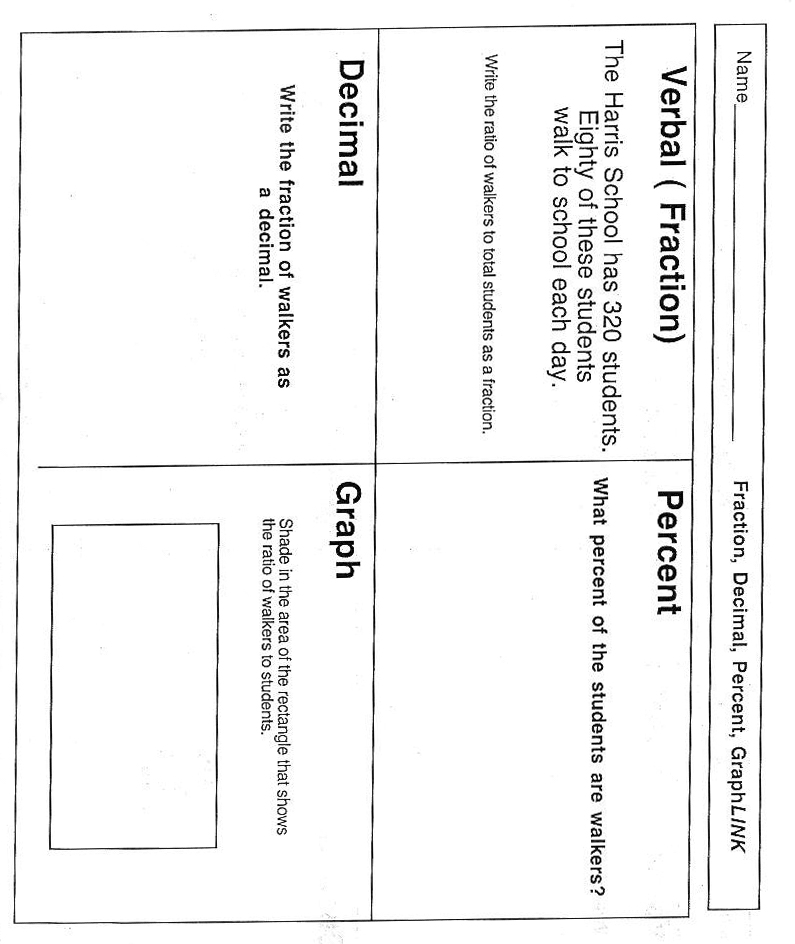 Name
Fraction, Decimal, Percent, GraphLINK
Verbal ( Fraction)
The Harris School has 320 students.
Eighty of these students
walk to school each day.
Write the ratio of walkers to total students as a fraction.
Percent
What percent of the students are walkers?
Decimal
Write the fraction of walkers as
a decimal.
Graph
Shade in the area of the rectangle that shows
the ratio of walkers to students.